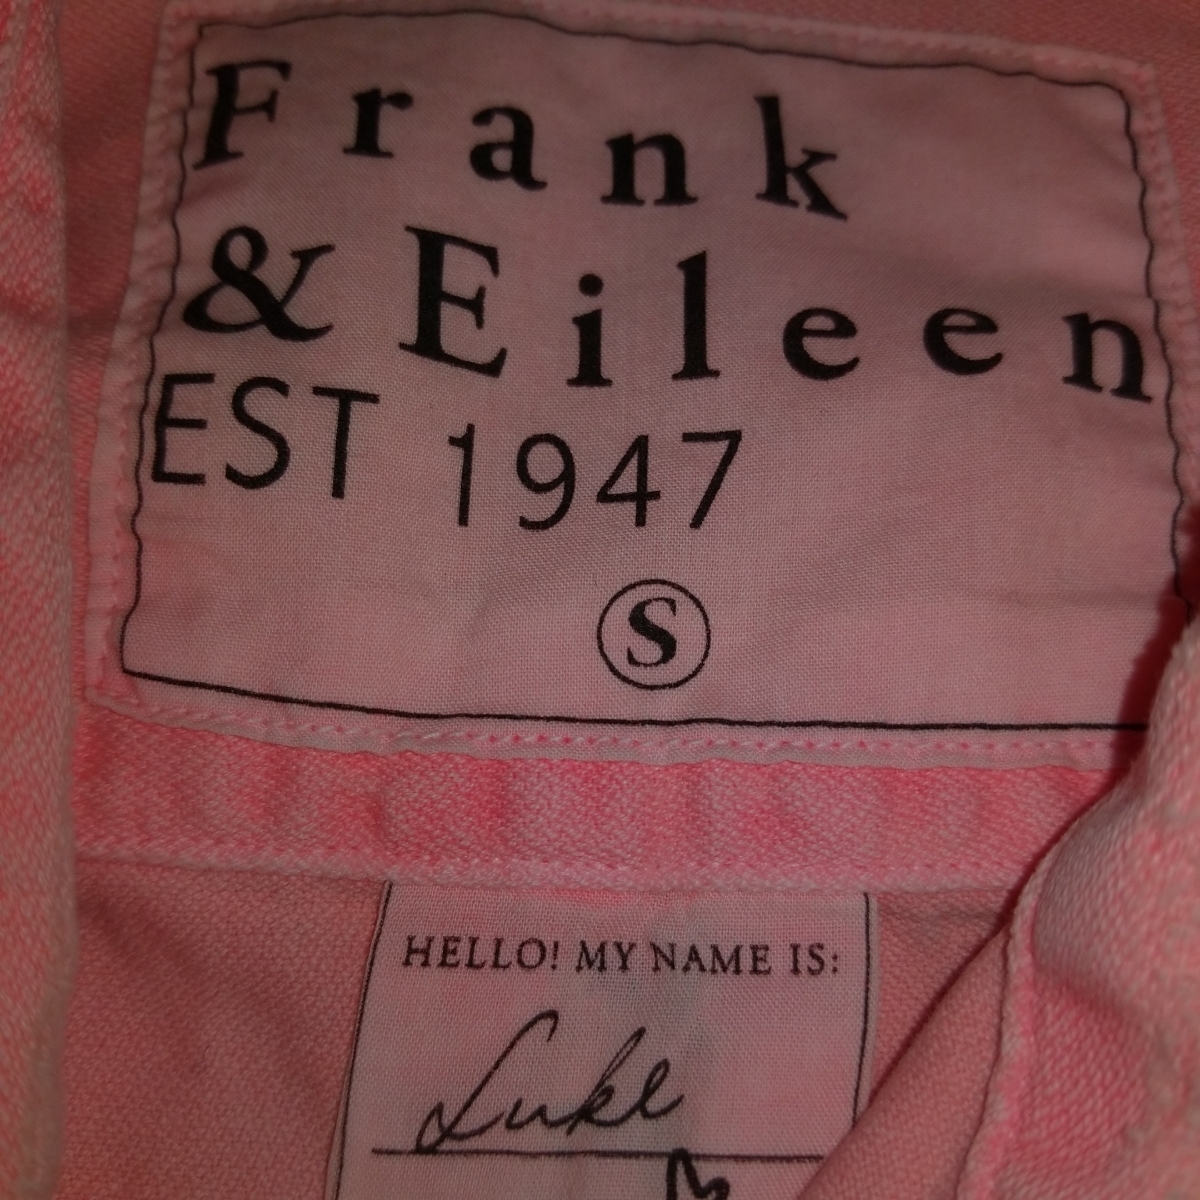 Frank
& Eileen
EST 1947
S
HELLO! MY NAME IS:
Luke